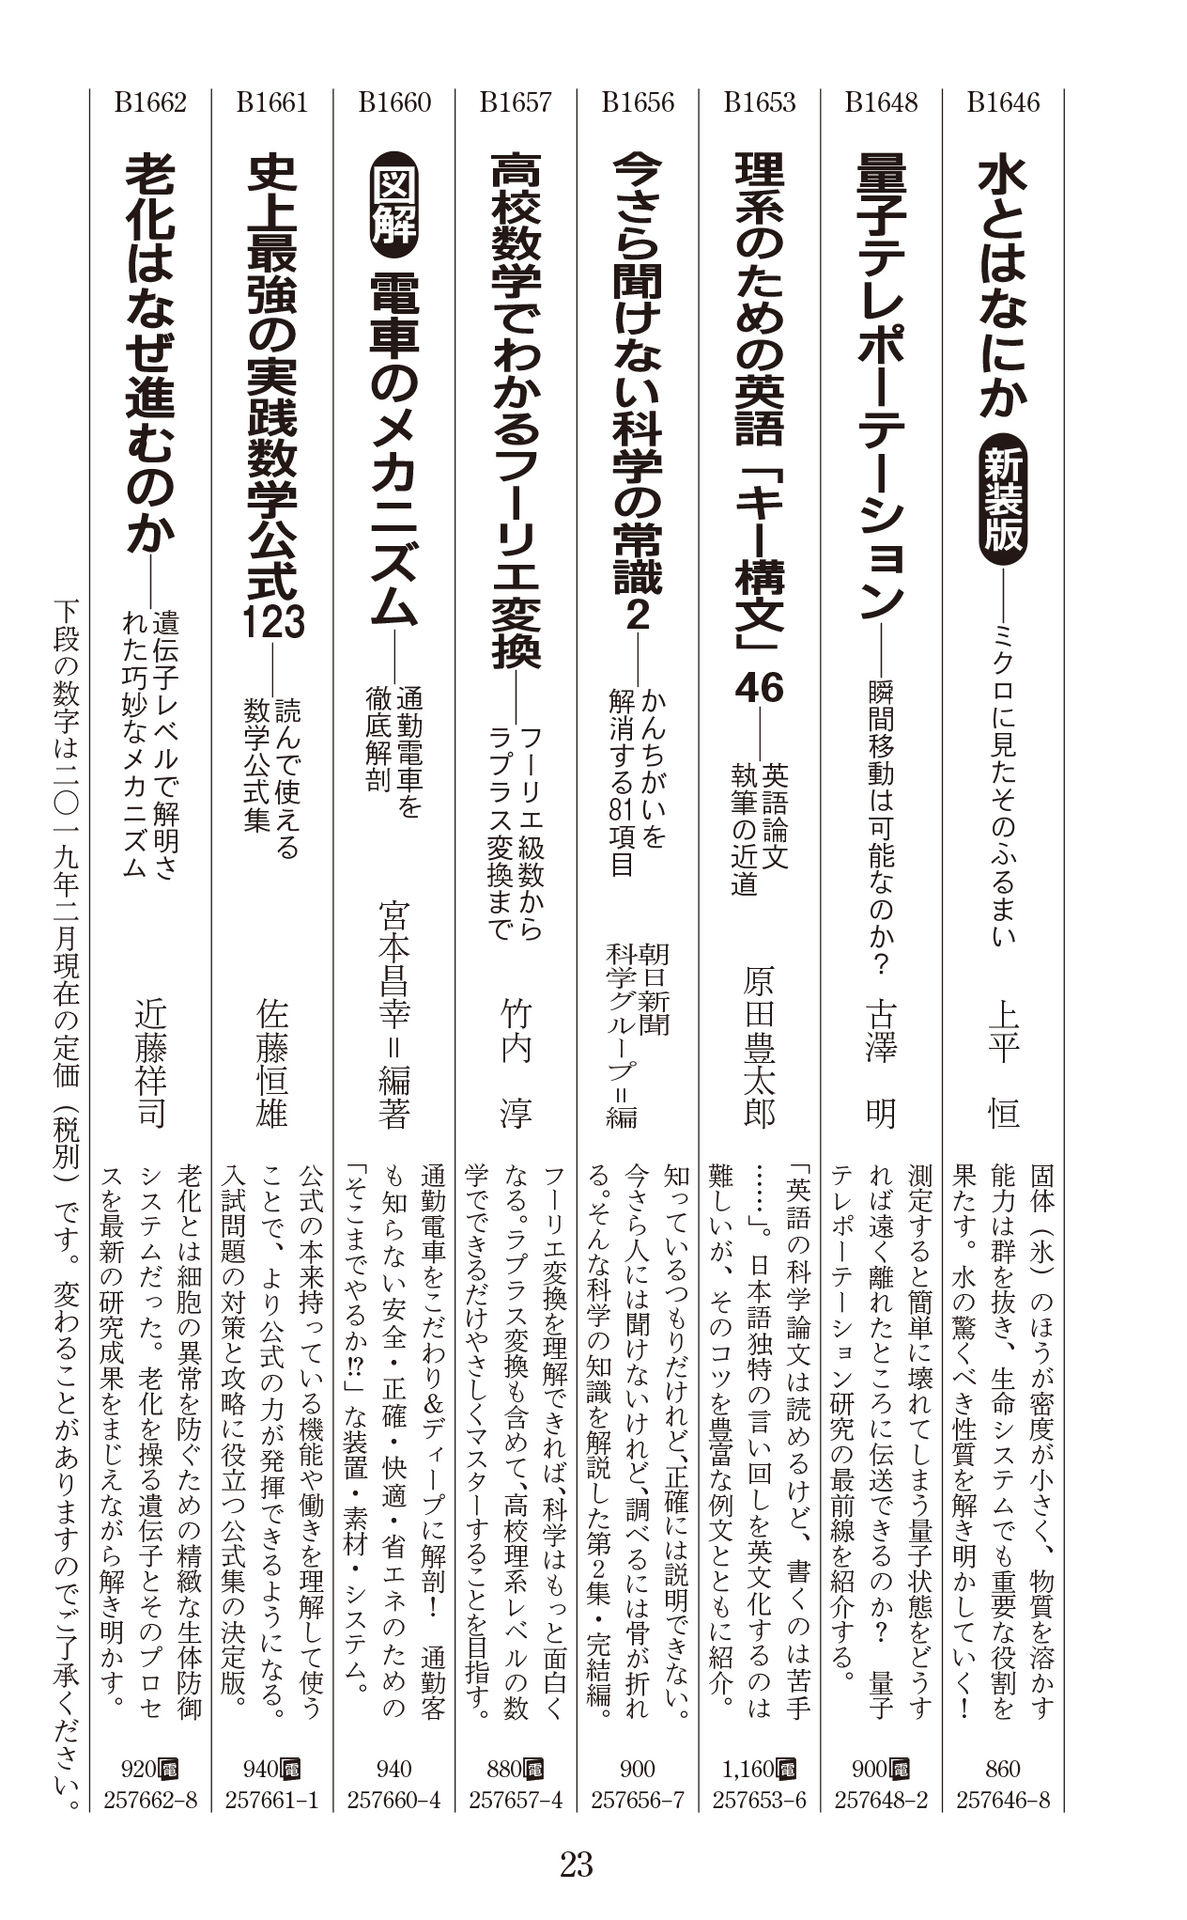 B1646
水とはなにか 新装版
――ミクロに見たそのふるまい
上平 恒
固体（氷）のほうが密度が小さく、物質を溶かす
能力は群を抜き、生命システムでも重要な役割を
果たす。水の驚くべき性質を解き明かしていく！
860
257646-8
B1648
量子テレポーテーション
――瞬間移動は可能なのか？
古澤 明
測定すると簡単に壊れてしまう量子状態をどうす
れば遠く離れたところに伝送できるのか？ 量子
テレポーテーション研究の最前線を紹介する。
900電
257648-2
B1653
理系のための英語「キー構文」46
――英語論文
執筆の近道
原田豊太郎
「英語の科学論文は読めるけど、書くのは苦手
……」。日本語独特の言い回しを英文化するのは
難しいが、そのコツを豊富な例文とともに紹介。
1,160電
257653-6
B1656
今さら聞けない科学の常識2
――かんちがいを
解消する81項目
朝日新聞
科学グループ＝編
知っているつもりだけれど、正確には説明できない。
今さら人には聞けないけれど、調べるには骨が折れ
る。そんな科学の知識を解説した第2集・完結編。
900
257656-7
B1657
高校数学でわかるフーリエ変換
――フーリエ級数から
ラプラス変換まで
竹内 淳
フーリエ変換を理解できれば、科学はもっと面白く
なる。ラプラス変換も含めて、高校理系レベルの数
学でできるだけやさしくマスターすることを目指す。
880電
257657-4
B1660
図解 電車のメカニズム
――通勤電車を
徹底解剖
宮本昌幸＝編著
通勤電車をこだわり＆ディープに解剖！ 通勤客
も知らない安全・正確・快適・省エネのための
「そこまでやるか!?」な装置・素材・システム。
940
257660-4
B1661
史上最強の実践数学公式123
――読んで使える
数学公式集
佐藤恒雄
公式の本来持っている機能や働きを理解して使う
ことで、より公式の力が発揮できるようになる。
入試問題の対策と攻略に役立つ公式集の決定版。
940電
257661-1
B1662
老化はなぜ進むのか
――遺伝子レベルで解明さ
れた巧妙なメカニズム
近藤祥司
老化とは細胞の異常を防ぐための精緻な生体防御
システムだった。老化を操る遺伝子とそのプロセ
スを最新の研究成果をまじえながら解き明かす。
920電
257662-8
下段の数字は二〇一九年二月現在の定価（税別）です。変わることがありますのでご了承ください。
23